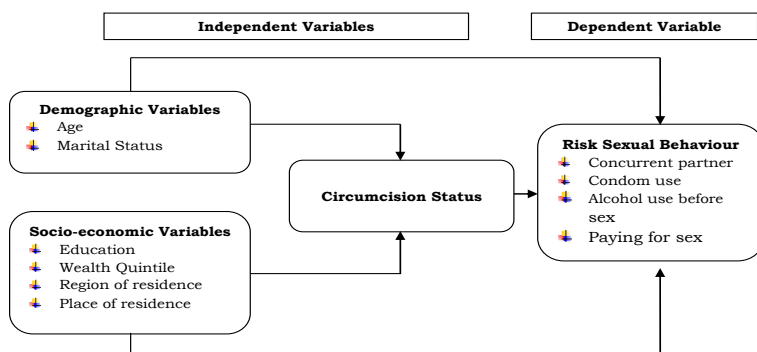 Independent Variables
Dependent Variable
Demographic Variables
Age
Marital Status
Socio-economic Variables
Education
Wealth Quintile
Region of residence
Place of residence
Circumcision Status
Risk Sexual Behaviour
Concurrent partner
Condom use
Alcohol use before
sex
Paying for sex